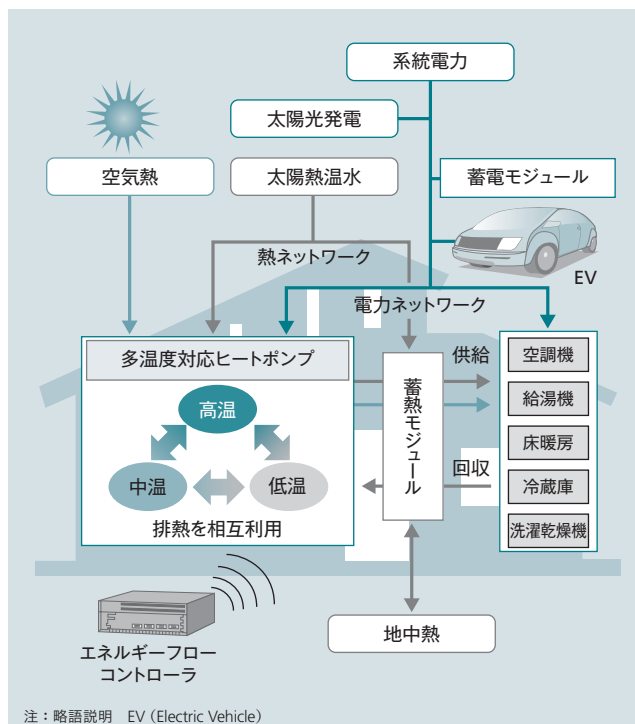 系統電力
太陽光発電
空気熱
太陽熱温水
蓄電モジュール
EV
熱ネットワーク
電力ネットワーク
多温度対応ヒートポンプ
高温
中温
低温
排熱を相互利用
蓄熱モジュール
供給
回収
空調機
給湯機
床暖房
冷蔵庫
洗濯乾燥機
地中熱
エネルギーフロー
コントローラ
注：略語説明　EV（Electric Vehicle）